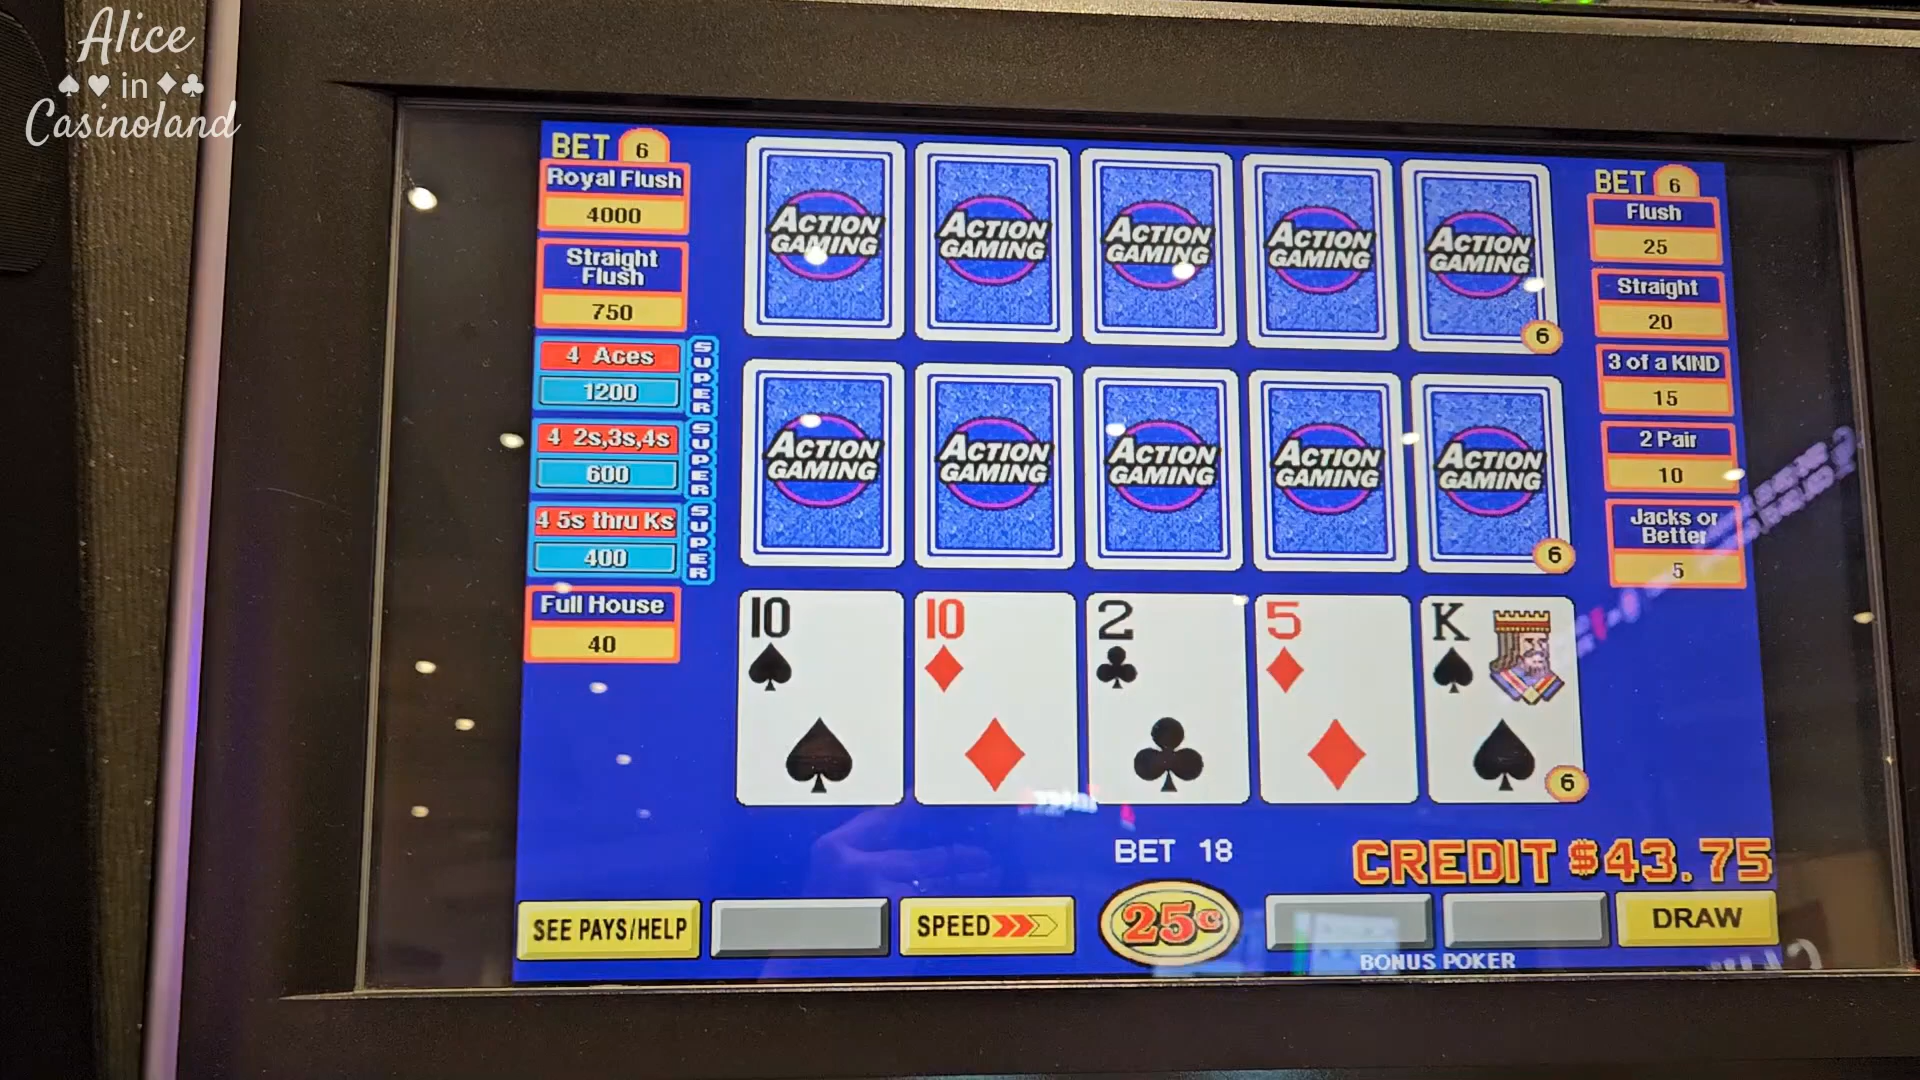 Alice
in
Casinoland
BET 6
Royal Flush
4000
Straight
Flush
750
4 Aces
1200
SUPER
4 2s,3s,4s
600
SUPER
4 5s thru Ks
400
SUPER
Full House
40
ACTION
GAMING
ACTION
GAMING
ACTION
GAMING
ACTION
GAMING
ACTION
GAMING
6
ACTION
GAMING
ACTION
GAMING
ACTION
GAMING
ACTION
GAMING
ACTION
GAMING
6
10
10
2
5
K
6
BET 6
Flush
25
Straight
20
3 of a KIND
15
2 Pair
10
Jacks or
Better
5
BET 18
CREDIT $43.75
SEE PAYS/HELP
SPEED
25¢
DRAW
BONUS POKER